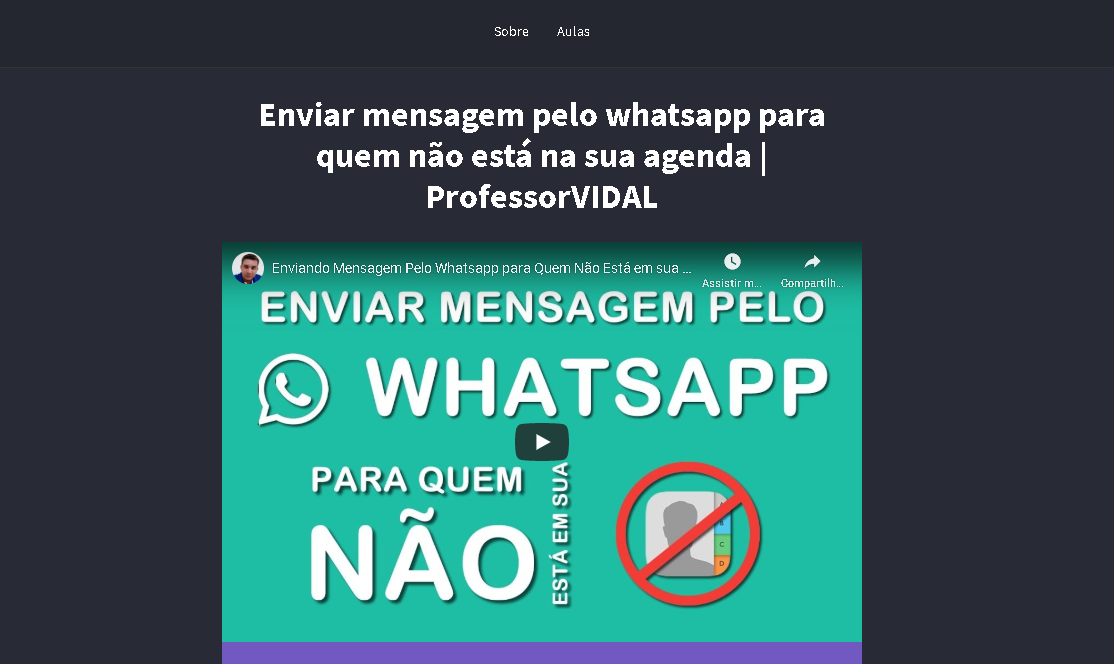 Sobre Aulas
Enviar mensagem pelo whatsapp para
quem não está na sua agenda |
ProfessorVIDAL
Enviando Mensagem Pelo Whatsapp para Quem Não Está em sua ...
Assistir m... Compartilh...
ENVIAR MENSAGEM PELO
WHATSAPP
PARA QUEM
NÃO
ESTÁ EM SUA
C
D